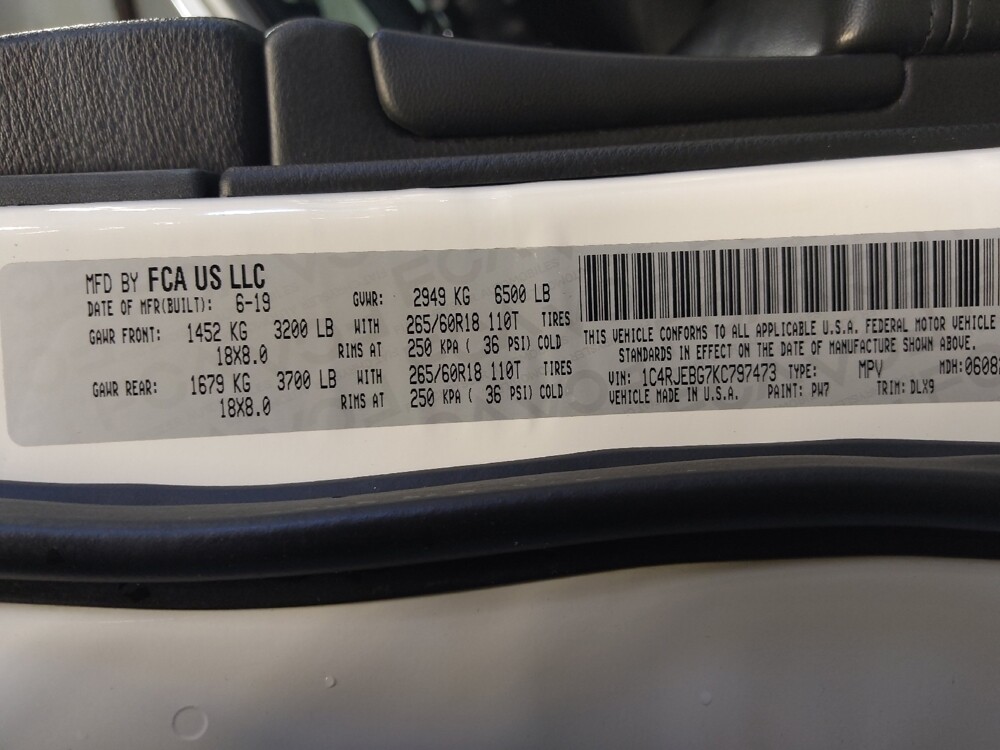 MFD BY FCA US LLC
DATE OF MFR(BUILT): 6-19 GVWR: 2949 KG 6500 LB
GAWR FRONT: 1452 KG 3200 LB WITH 265/60R18 110T TIRES
18X8.0 RIMS AT 250 KPA ( 36 PSI) COLD
GAWR REAR: 1679 KG 3700 LB WITH 265/60R18 110T TIRES
18X8.0 RIMS AT 250 KPA ( 36 PSI) COLD
THIS VEHICLE CONFORMS TO ALL APPLICABLE U.S.A. FEDERAL MOTOR VEHICLE
STANDARDS IN EFFECT ON THE DATE OF MANUFACTURE SHOWN ABOVE.
VIN: 1C4RJEBG7KC797473 TYPE: MPV MDH: 0608
VEHICLE MADE IN U.S.A. PAINT: PW7 TRIM: DLX9